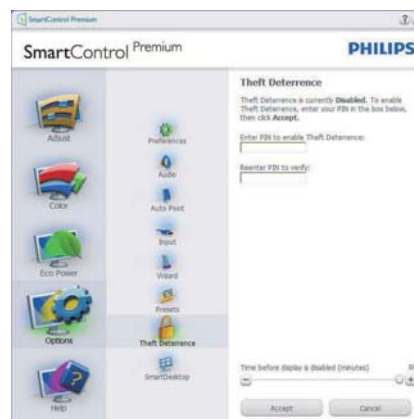 SmartControl Premium
SmartControl Premium
PHILIPS
Adjust
Color
Eco Power
Options
Help
Preferences
Audio
Auto Pivot
Input
Wizard
Presets
Theft Deterrence
SmartDesktop
Theft Deterrence
Theft Deterrence is currently Disabled. To enable
Theft Deterrence, enter your PIN in the box below,
then click Accept.
Enter PIN to enable Theft Deterrence:
Reenter PIN to verify:
Time before display is disabled (minutes)
Accept
Cancel